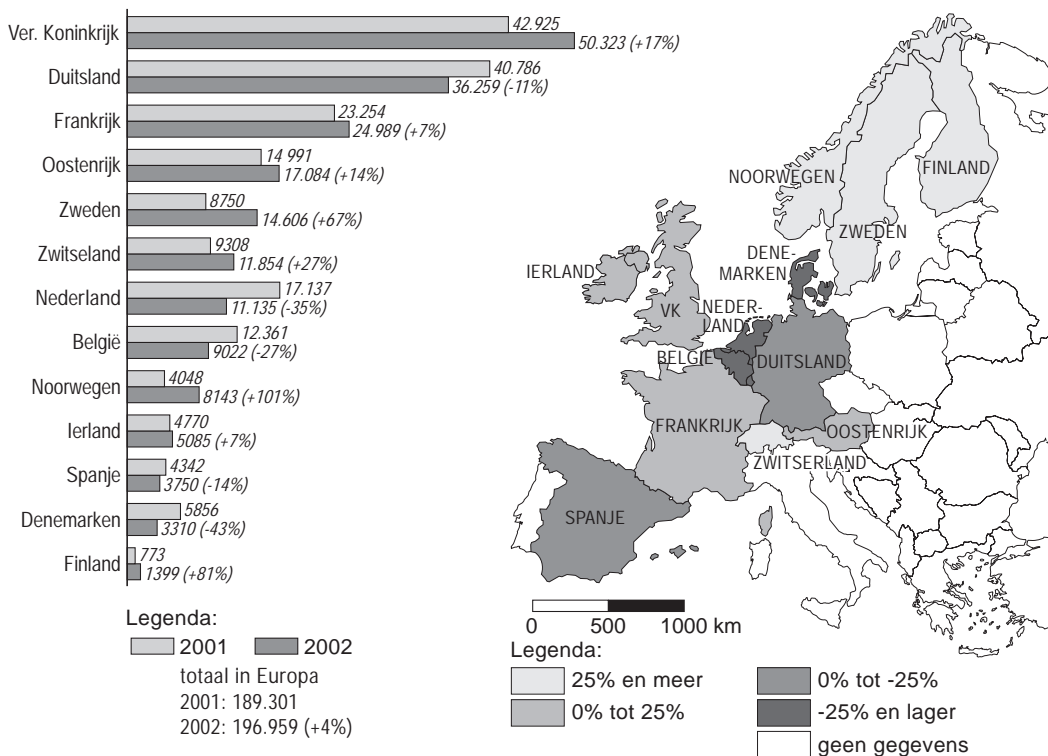 Ver. Koninkrijk
42.925
50.323 (+17%)
Duitsland
40.786
36.259 (-11%)
Frankrijk
23.254
24.989 (+7%)
Oostenrijk
14 991
17.084 (+14%)
Zweden
8750
14.606 (+67%)
Zwitseland
9308
11.854 (+27%)
Nederland
17.137
11.135 (-35%)
België
12.361
9022 (-27%)
Noorwegen
4048
8143 (+101%)
Ierland
4770
5085 (+7%)
Spanje
4342
3750 (-14%)
Denemarken
5856
3310 (-43%)
Finland
773
1399 (+81%)
Legenda:
2001 2002
totaal in Europa
2001: 189.301
2002: 196.959 (+4%)
NOORWEGEN
FINLAND
ZWEDEN
DENE-
MARKEN
IERLAND
VK
NEDER-
LAND
BELGIË
DUITSLAND
FRANKRIJK
OOSTENRIJK
ZWITSERLAND
SPANJE
0 500 1000 km
Legenda:
25% en meer
0% tot 25%
0% tot -25%
-25% en lager
geen gegevens